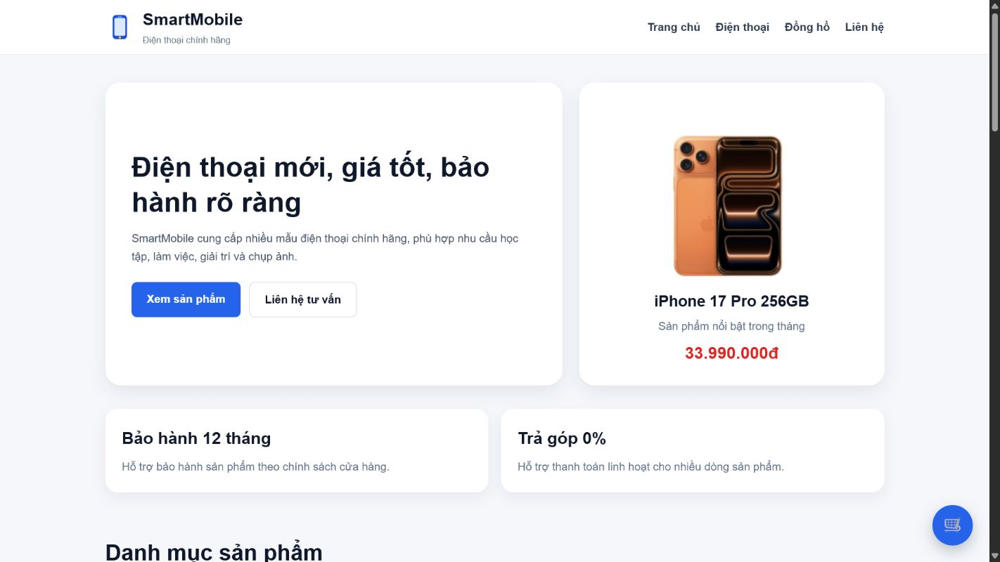 SmartMobile
Điện thoại chính hãng
Trang chủ
Điện thoại
Đồng hồ
Liên hệ
Điện thoại mới, giá tốt, bảo
hành rõ ràng
SmartMobile cung cấp nhiều mẫu điện thoại chính hãng, phù hợp nhu cầu học
tập, làm việc, giải trí và chụp ảnh.
Xem sản phẩm
Liên hệ tư vấn
iPhone 17 Pro 256GB
Sản phẩm nổi bật trong tháng
33.990.000đ
Bảo hành 12 tháng
Hỗ trợ bảo hành sản phẩm theo chính sách cửa hàng.
Trả góp 0%
Hỗ trợ thanh toán linh hoạt cho nhiều dòng sản phẩm.
Danh mục sản phẩm